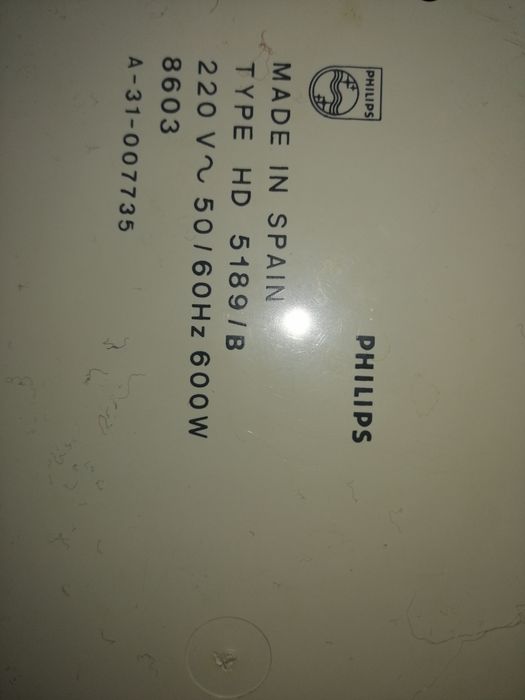 PHILIPS
PHILIPS
MADE IN SPAIN
TYPE HD 5189/B
220 V~ 50/60Hz 600W
8603
A-31-007735